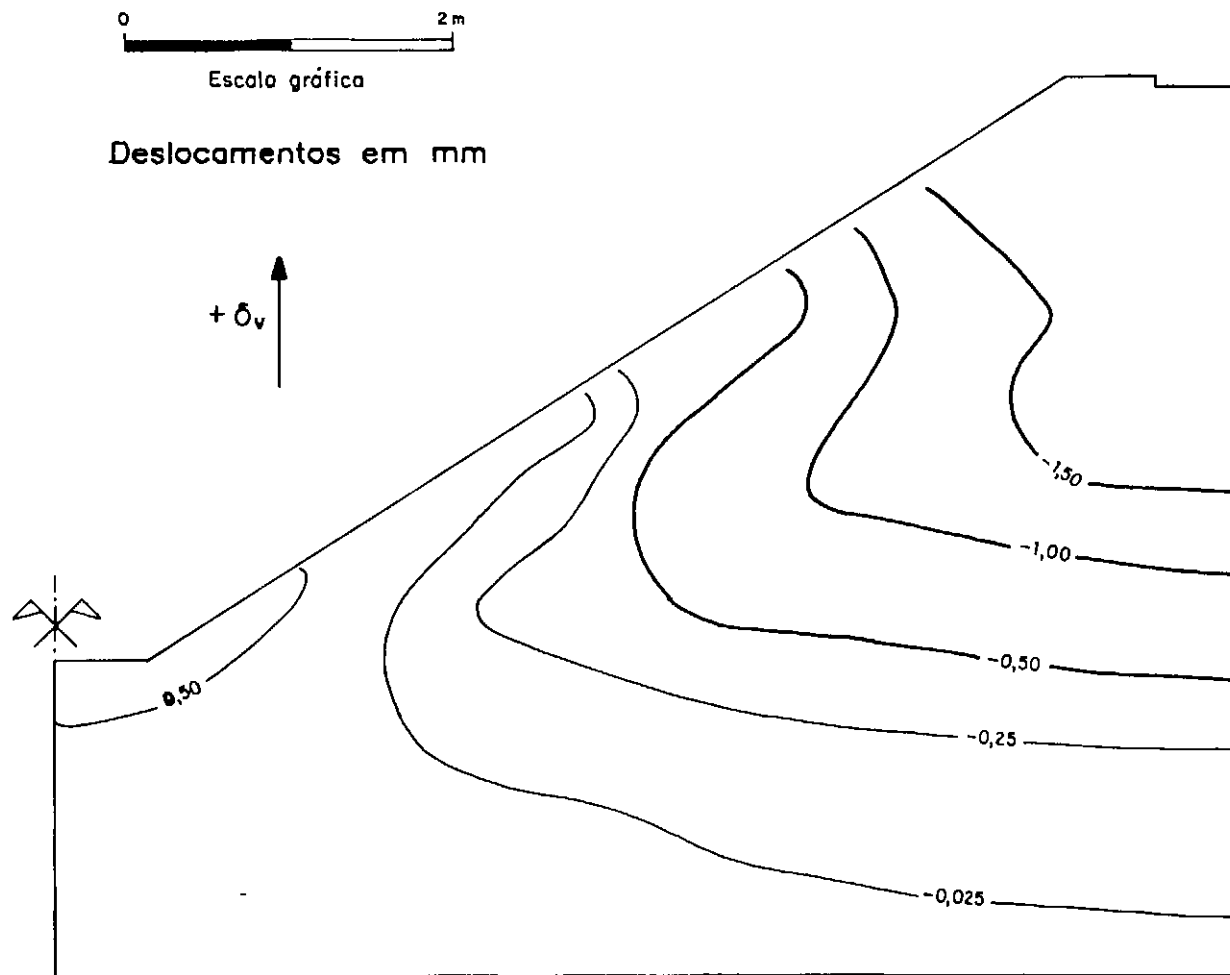 0 2m
Escala gráfica
Deslocamentos em mm
+ δv
-1,50
-1,00
-0,50
0,50
-0,25
-0,025